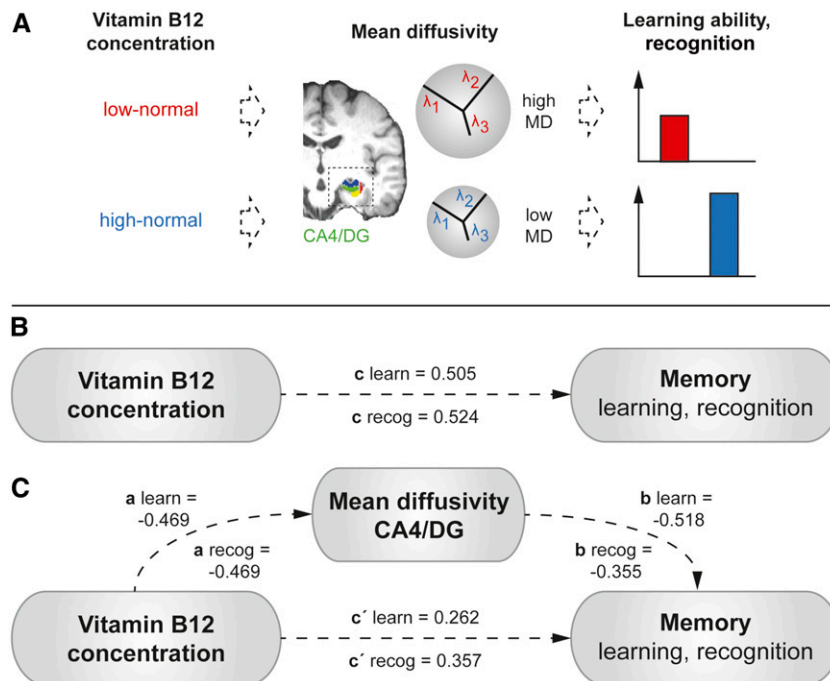 A
Vitamin B12
concentration
Mean diffusivity
Learning ability,
recognition
low-normal
λ1
λ2
λ3
high
MD
high-normal
CA4/DG
λ1
λ2
λ3
low
MD
B
Vitamin B12
concentration
c learn = 0.505
c recog = 0.524
Memory
learning, recognition
C
a learn =
-0.469
a recog =
-0.469
Mean diffusivity
CA4/DG
b learn =
-0.518
b recog =
-0.355
Vitamin B12
concentration
c´ learn = 0.262
c´ recog = 0.357
Memory
learning, recognition